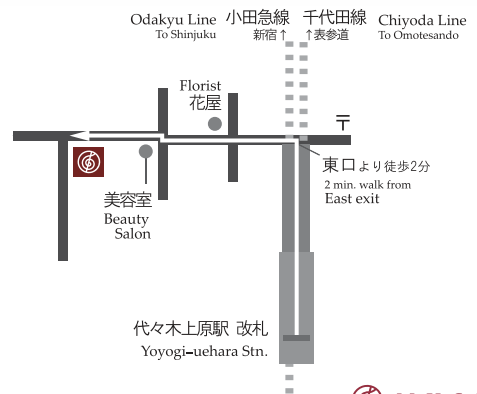 Odakyu Line 小田急線 千代田線 Chiyoda Line
To Shinjuku 新宿↑ ↑表参道 To Omotesando
Florist
花屋
〒
東口より徒歩2分
2 min. walk from
East exit
美容室
Beauty
Salon
代々木上原駅 改札
Yoyogi-uehara Stn.